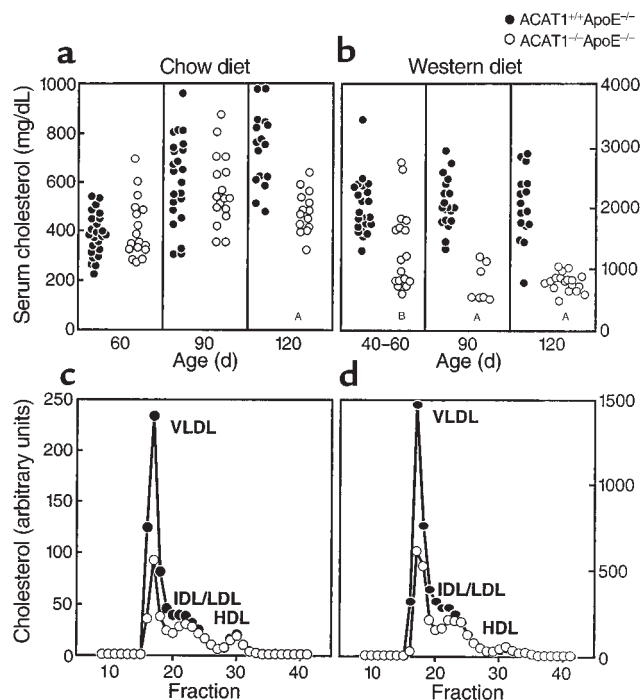 ● ACAT1+/+ApoE–/–
○ ACAT1–/–ApoE–/–
a
Chow diet
b
Western diet
Serum cholesterol (mg/dL)
1000
800
600
400
200
0
4000
3000
2000
1000
0
A
B
A
A
60
90
120
40–60
90
120
Age (d)
Age (d)
c
d
Cholesterol (arbitrary units)
250
200
150
100
50
0
1500
1000
500
0
VLDL
IDL/LDL
HDL
VLDL
IDL/LDL
HDL
10
20
30
40
10
20
30
40
Fraction
Fraction